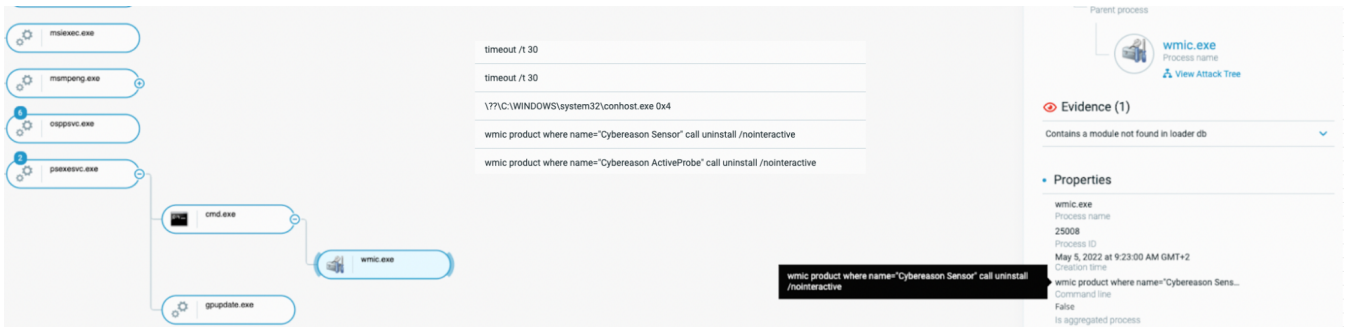 msiexec.exe
msmpeng.exe
6
osppsvc.exe
2
psexesvc.exe
cmd.exe
wmic.exe
gpupdate.exe
timeout /t 30
timeout /t 30
\??\C:\WINDOWS\system32\conhost.exe 0x4
wmic product where name="Cybereason Sensor" call uninstall /nointeractive
wmic product where name="Cybereason ActiveProbe" call uninstall /nointeractive
wmic product where name="Cybereason Sensor" call uninstall
/nointeractive
Parent process
wmic.exe
Process name
View Attack Tree
Evidence (1)
Contains a module not found in loader db
Properties
wmic.exe
Process name
25008
Process ID
May 5, 2022 at 9:23:00 AM GMT+2
Creation time
wmic product where name="Cybereason Sens...
Command line
False
Is aggregated process